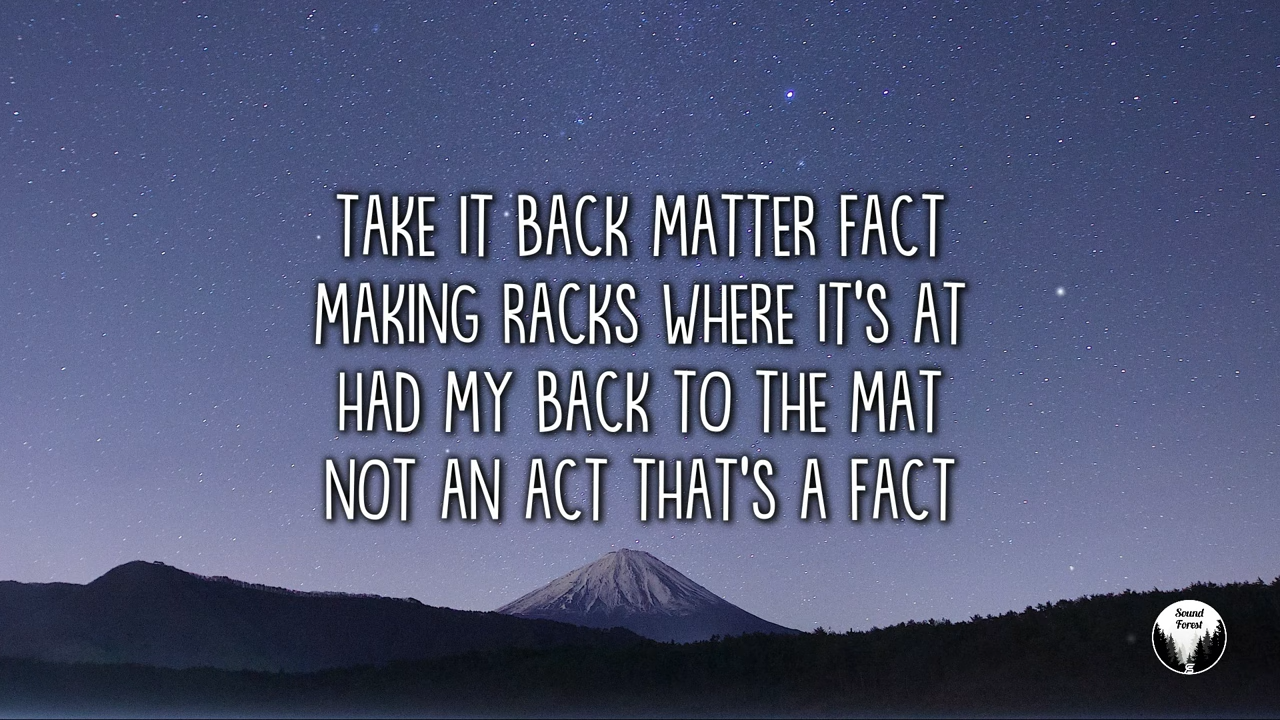 TAKE IT BACK MATTER FACT
MAKING RACKS WHERE IT'S AT
HAD MY BACK TO THE MAT
NOT AN ACT THAT'S A FACT
Sound
Forest